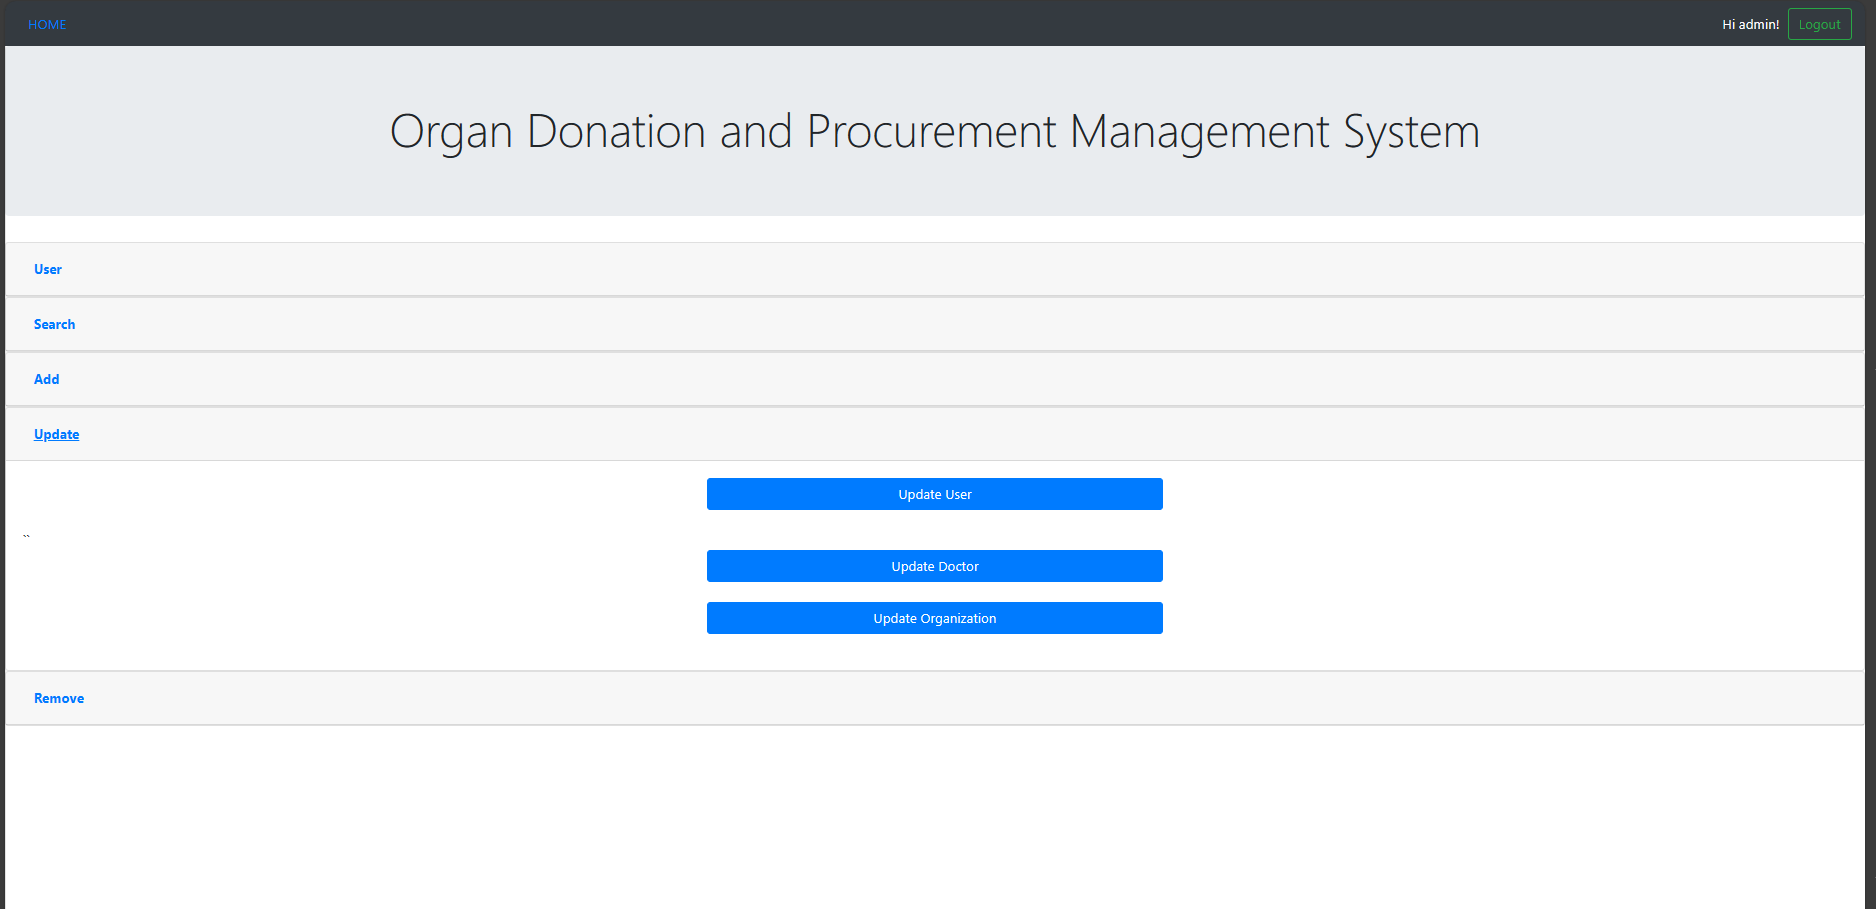 HOME
Hi admin! Logout
Organ Donation and Procurement Management System
User
Search
Add
Update
Update User
``
Update Doctor
Update Organization
Remove